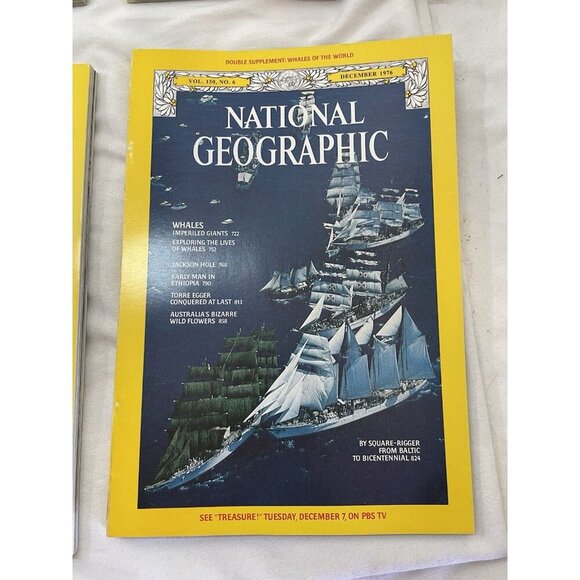 DOUBLE SUPPLEMENT: WHALES OF THE WORLD
VOL. 150, NO. 6
DECEMBER 1976
NATIONAL
GEOGRAPHIC
WHALES
IMPERILED GIANTS 722
EXPLORING THE LIVES
OF WHALES 752
JACKSON HOLE 768
EARLY MAN IN
ETHIOPIA 790
TORRE EGGER
CONQUERED AT LAST 813
AUSTRALIA'S BIZARRE
WILD FLOWERS 858
BY SQUARE-RIGGER
FROM BALTIC
TO BICENTENNIAL 824
SEE "TREASURE!" TUESDAY, DECEMBER 7, ON PBS TV